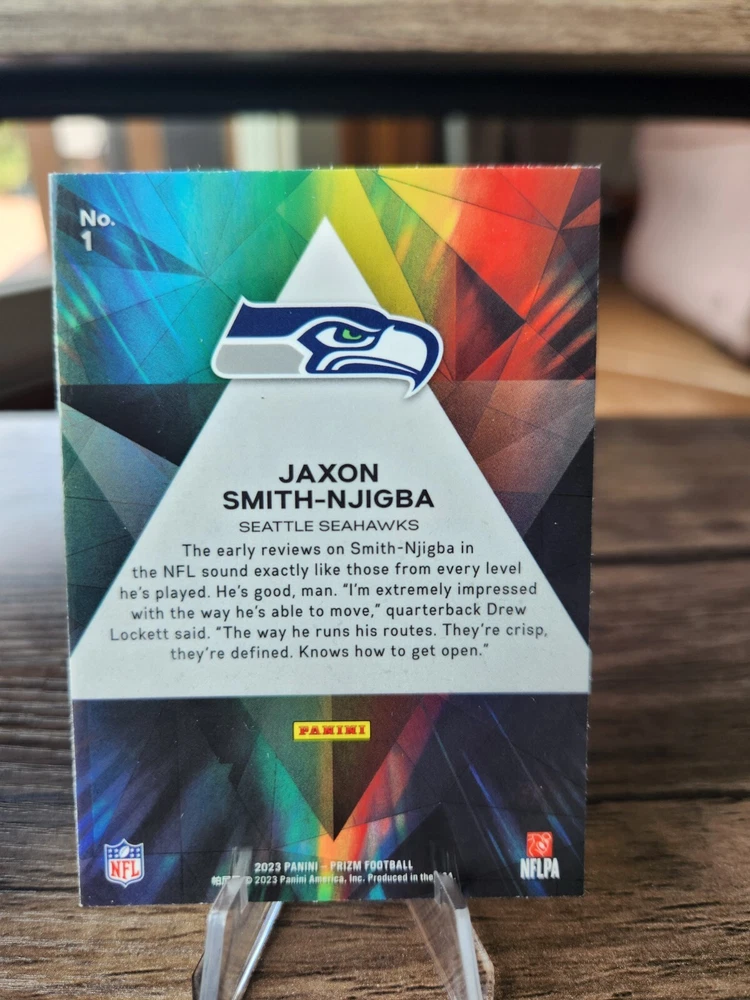 No.
1
JAXON
SMITH-NJIGBA
SEATTLE SEAHAWKS
The early reviews on Smith-Njigba in
the NFL sound exactly like those from every level
he's played. He's good, man. "I'm extremely impressed
with the way he's able to move," quarterback Drew
Lockett said. "The way he runs his routes. They're crisp,
they're defined. Knows how to get open."
PANINI
2023 PANINI – PRIZM FOOTBALL
© 2023 Panini America, Inc. Produced in the
NFL
NFLPA